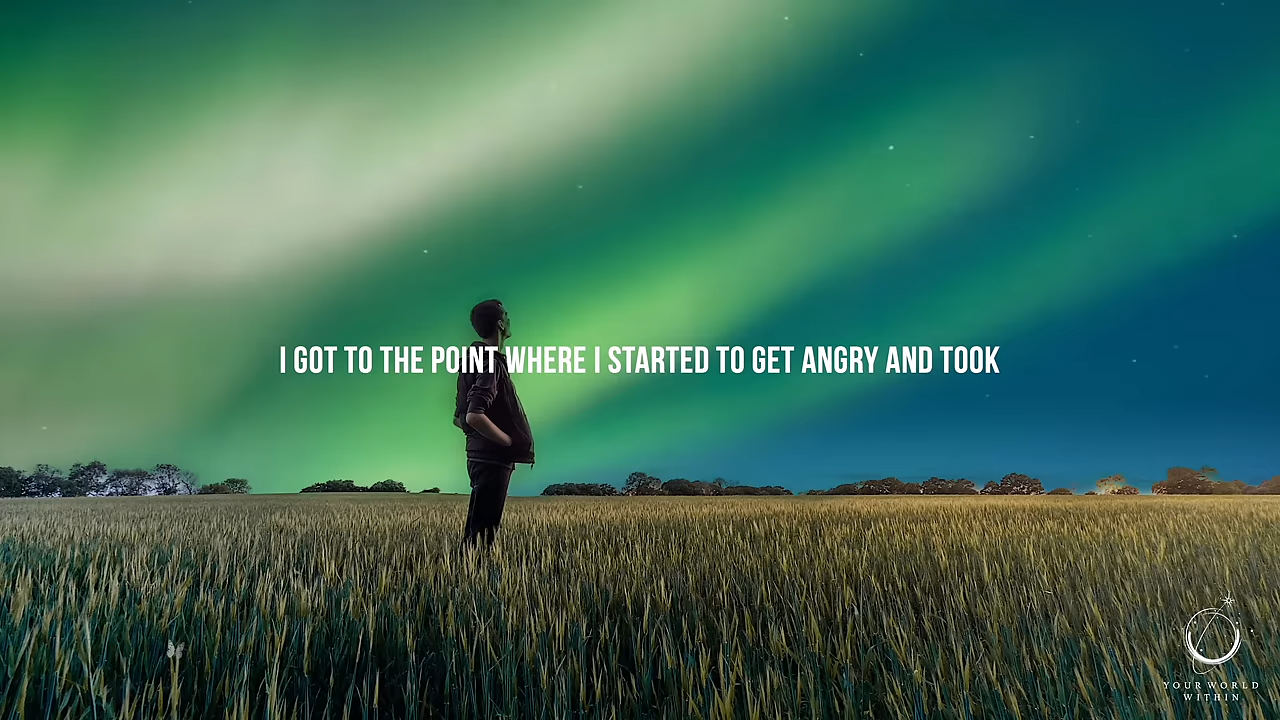 I GOT TO THE POINT WHERE I STARTED TO GET ANGRY AND TOOK
YOUR WORLD
WITHIN